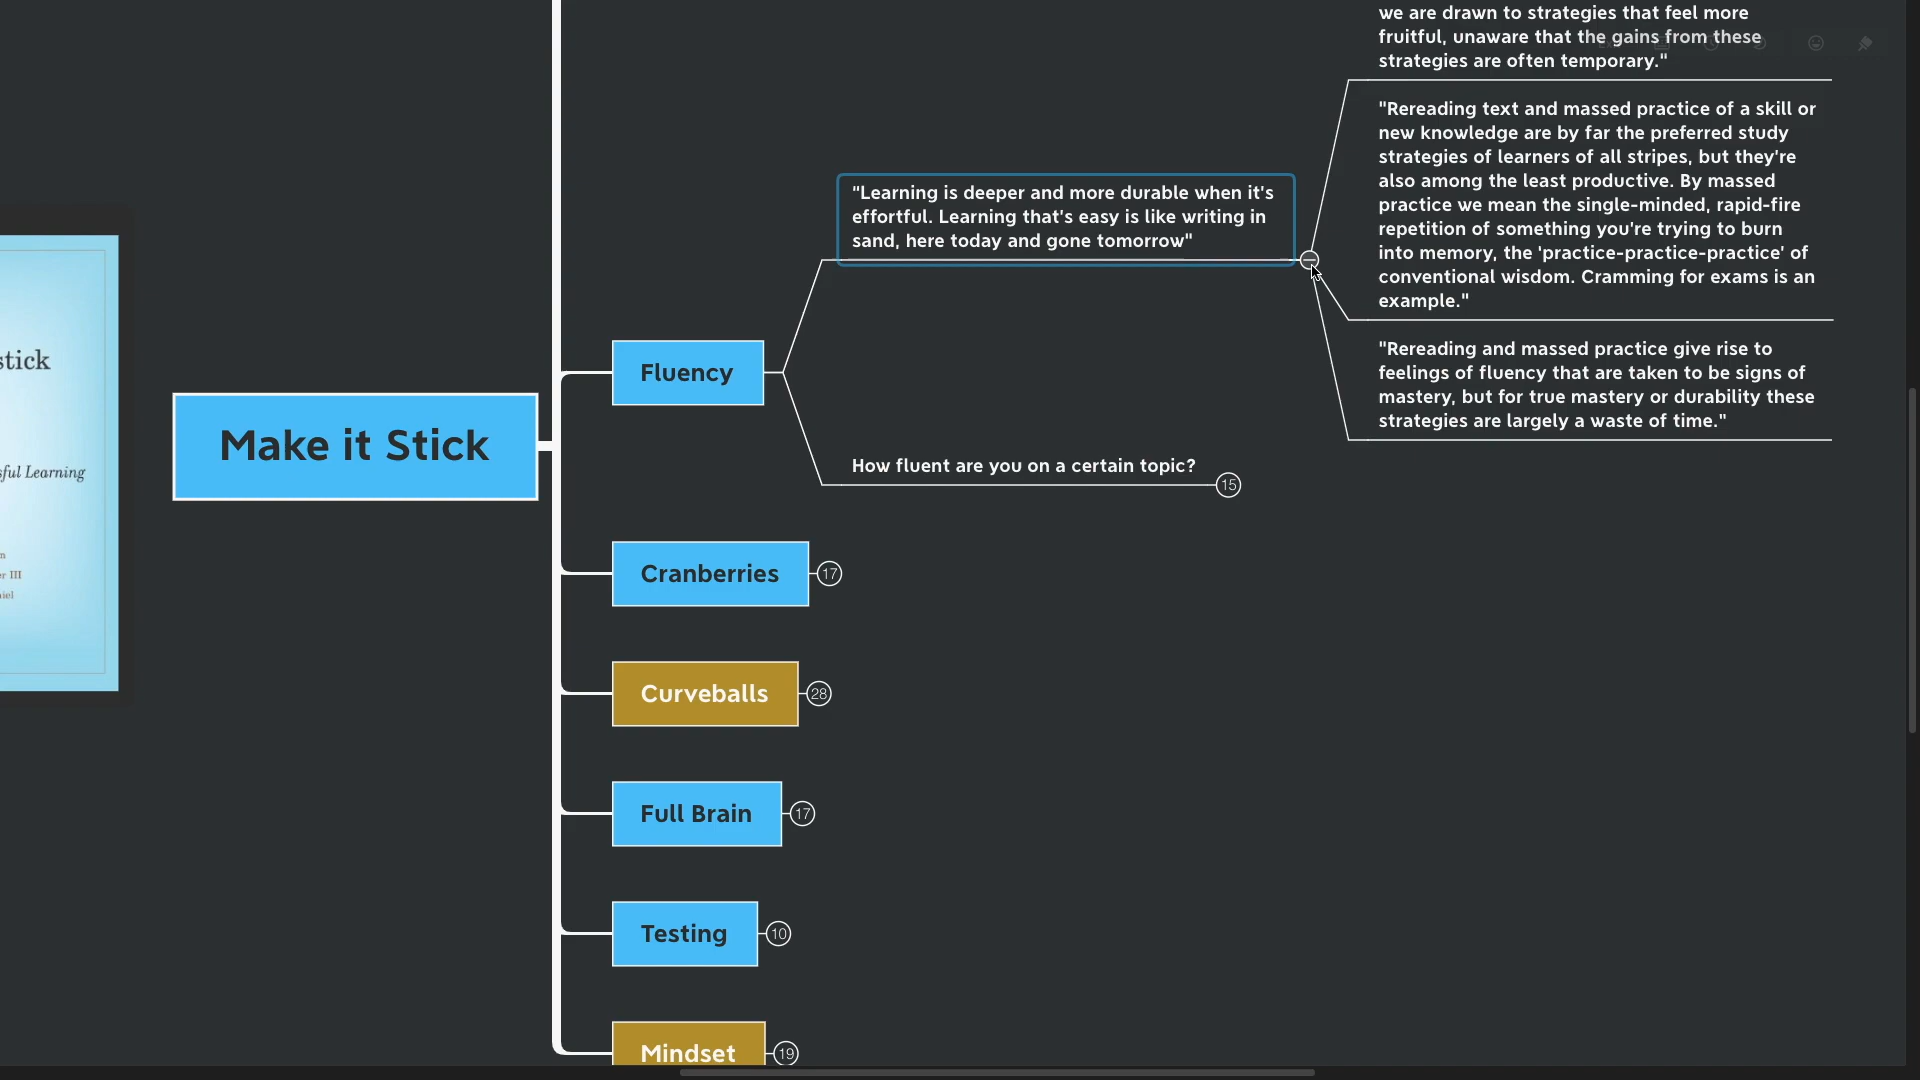 we are drawn to strategies that feel more
fruitful, unaware that the gains from these
strategies are often temporary."
"Rereading text and massed practice of a skill or
new knowledge are by far the preferred study
strategies of learners of all stripes, but they're
also among the least productive. By massed
practice we mean the single-minded, rapid-fire
repetition of something you're trying to burn
into memory, the 'practice-practice-practice' of
conventional wisdom. Cramming for exams is an
example."
"Learning is deeper and more durable when it's
effortful. Learning that's easy is like writing in
sand, here today and gone tomorrow"
"Rereading and massed practice give rise to
feelings of fluency that are taken to be signs of
mastery, but for true mastery or durability these
strategies are largely a waste of time."
stick
Fluency
Make it Stick
How fluent are you on a certain topic?
15
sful Learning
n
r III
iel
Cranberries
17
Curveballs
28
Full Brain
17
Testing
10
Mindset
19